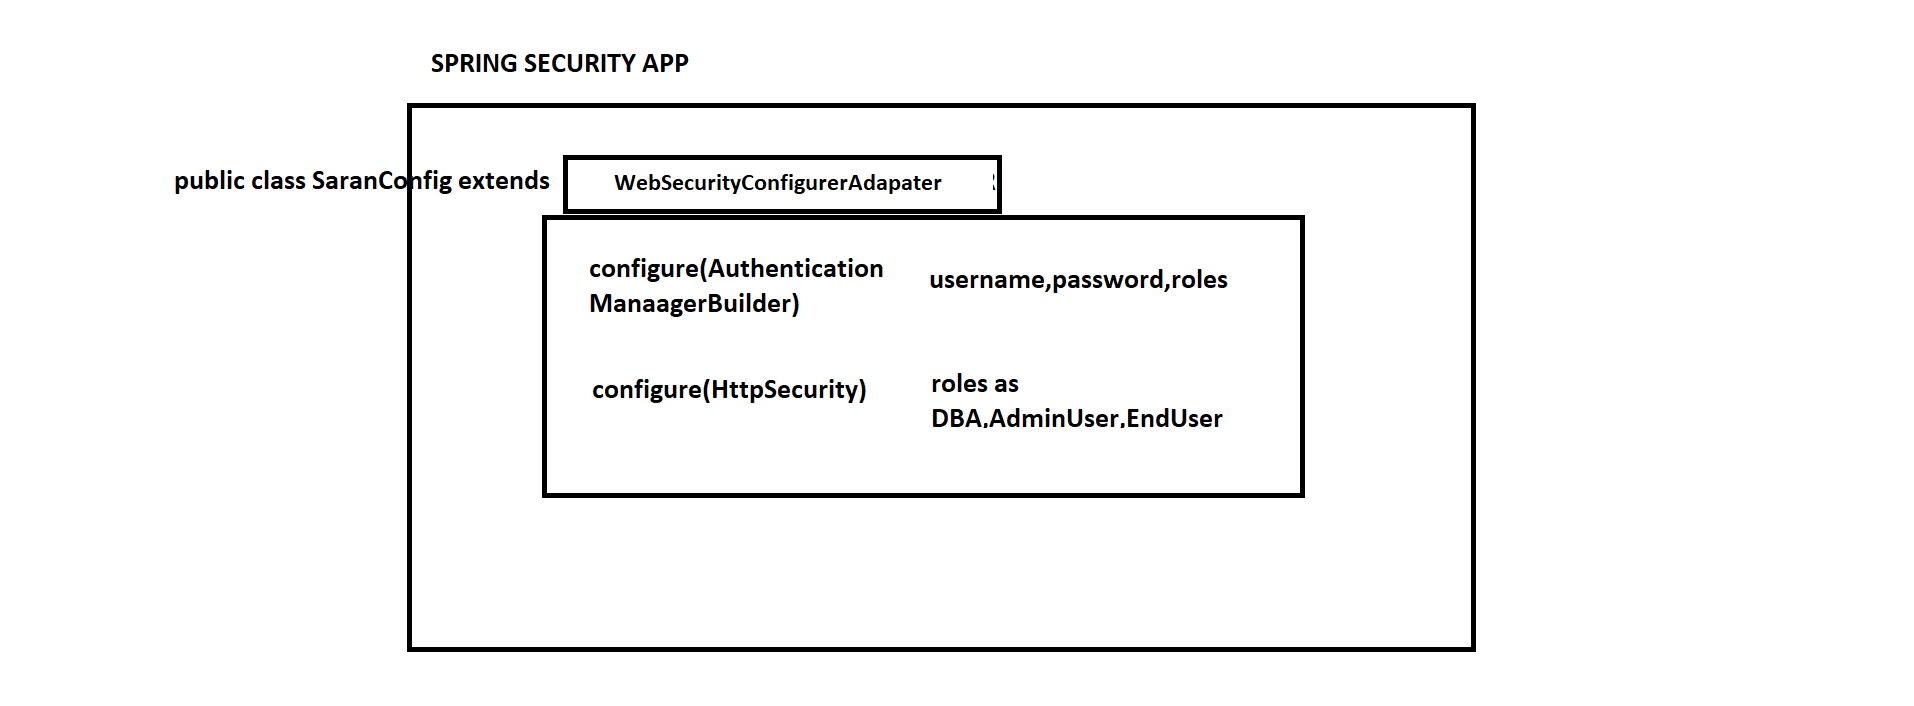 SPRING SECURITY APP
public class SaranConfig extends WebSecurityConfigurerAdapater
configure(Authentication
ManaagerBuilder)
username,password,roles
configure(HttpSecurity)
roles as
DBA,AdminUser,EndUser